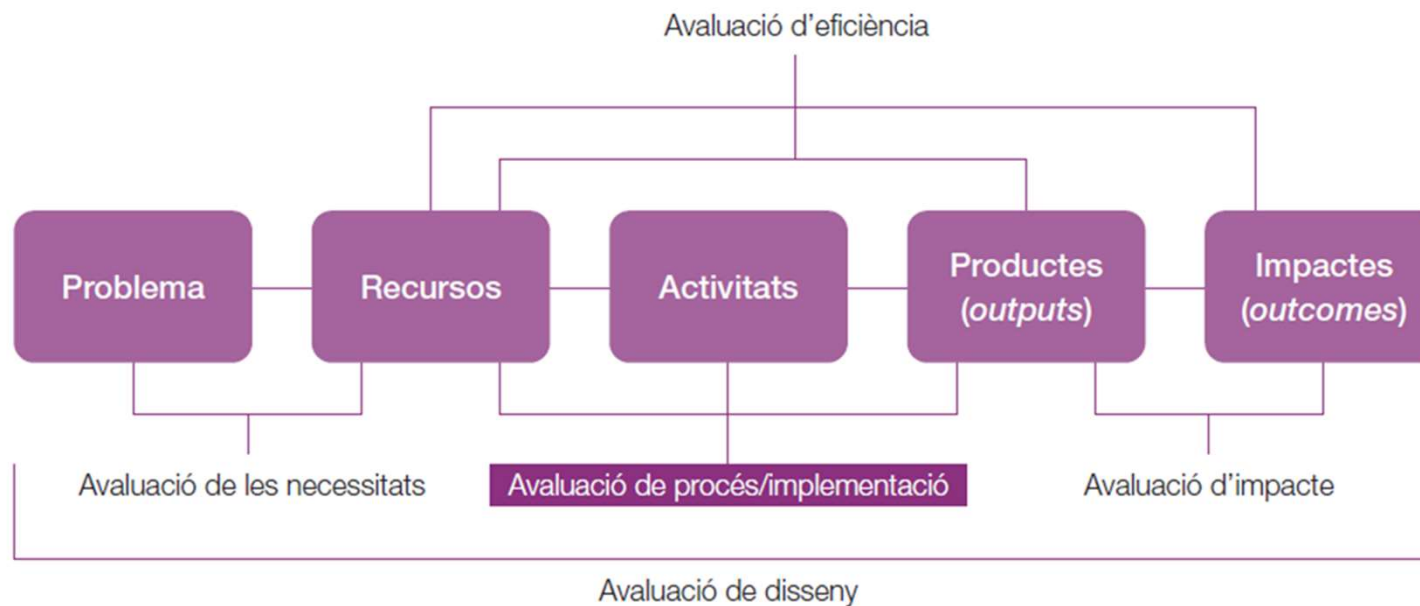 Avaluació d’eficiència
Problema
Recursos
Activitats
Productes
(outputs)
Impactes
(outcomes)
Avaluació de les necessitats
Avaluació de procés/implementació
Avaluació d’impacte
Avaluació de disseny